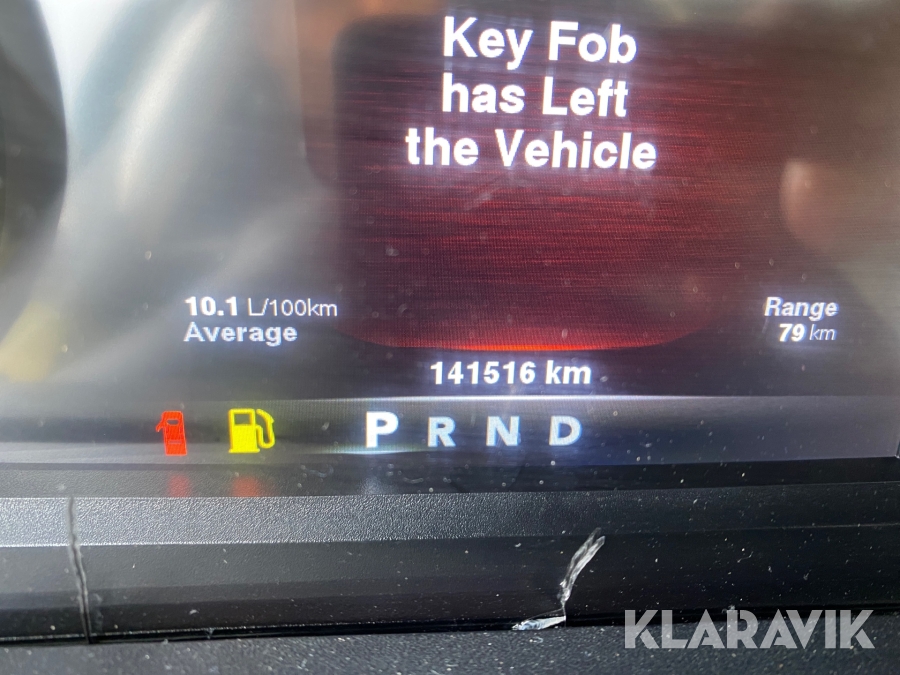 Key Fob
has Left
the Vehicle
10.1 L/100km
Average
Range
79 km
141516 km
P R N D
KLARAVIK